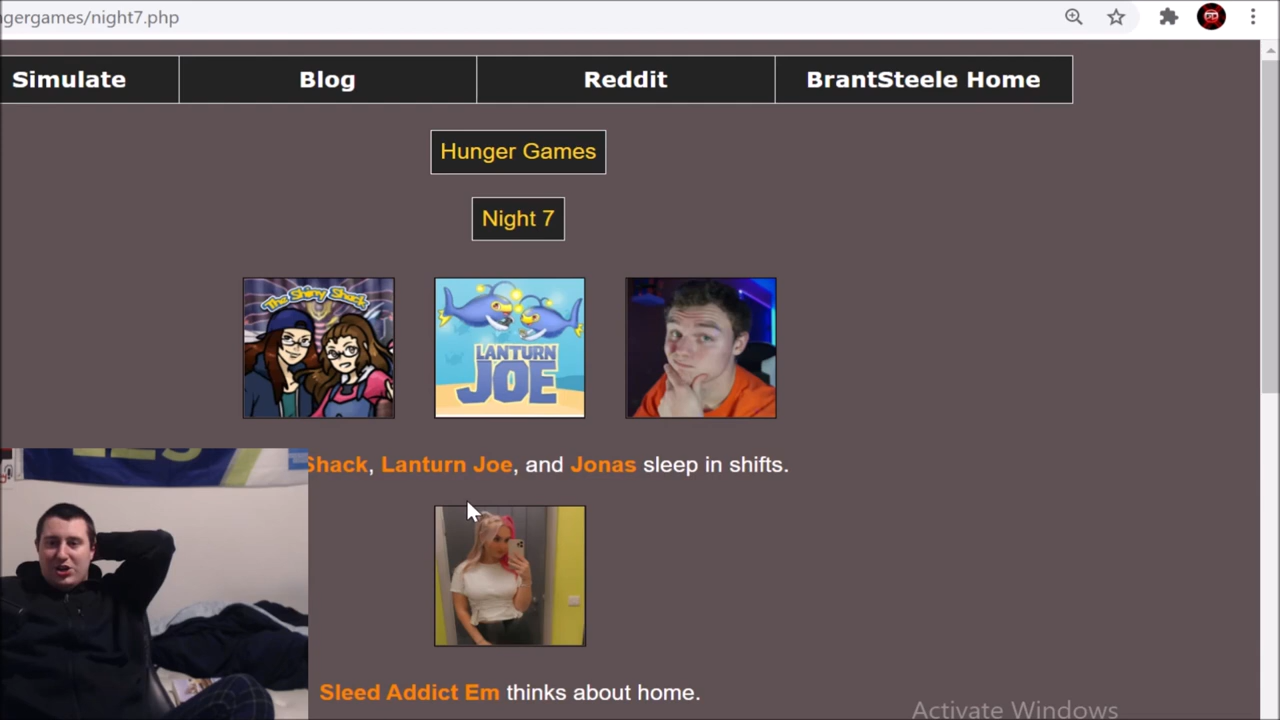 gergames/night7.php
Simulate
Blog
Reddit
BrantSteele Home
Hunger Games
Night 7
The Shiny Shack
LANTURN
JOE
Shack, Lanturn Joe, and Jonas sleep in shifts.
Sleed Addict Em thinks about home.
Activate Windows